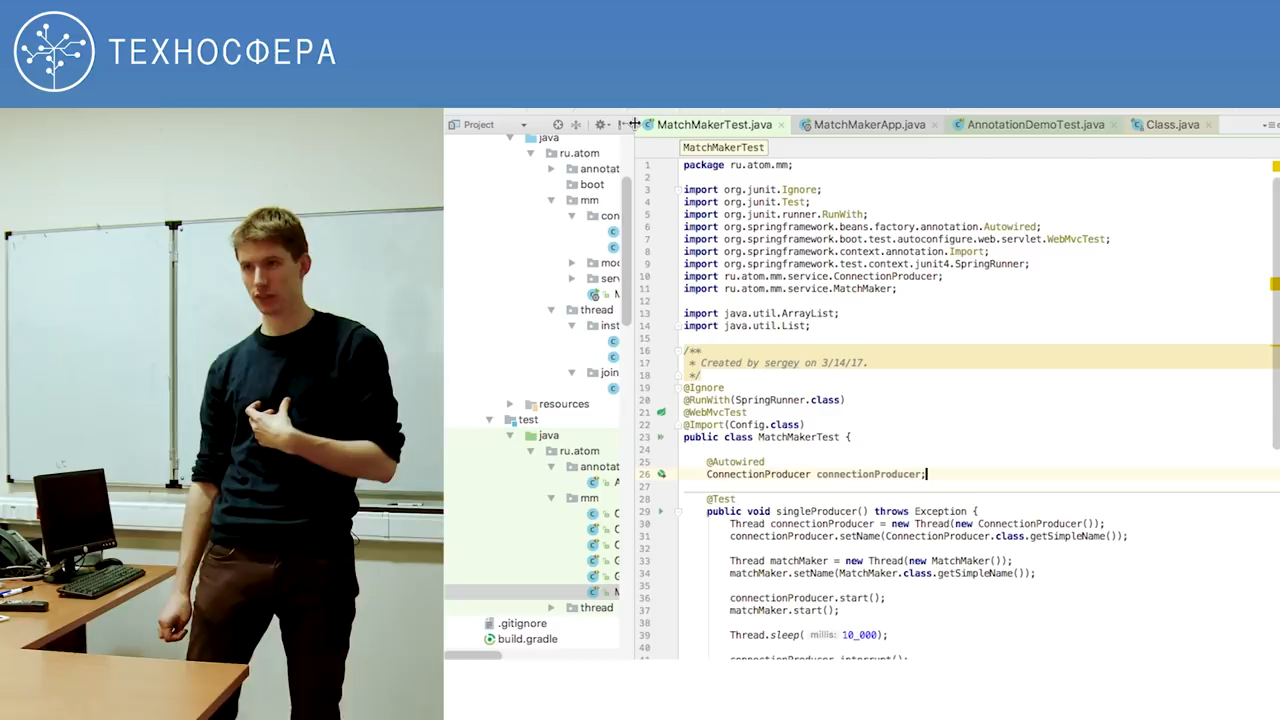 ТЕХНОСФЕРА
Project
MatchMakerTest.java
MatchMakerApp.java
AnnotationDemoTest.java
Class.java
java
ru.atom
annotat
boot
mm
con
mod
serv
M
thread
inst
join
resources
test
java
ru.atom
annotat
A
mm
C
C
C
G
G
M
thread
.gitignore
build.gradle
MatchMakerTest
1 package ru.atom.mm;
2
3 import org.junit.Ignore;
4 import org.junit.Test;
5 import org.junit.runner.RunWith;
6 import org.springframework.beans.factory.annotation.Autowired;
7 import org.springframework.boot.test.autoconfigure.web.servlet.WebMvcTest;
8 import org.springframework.context.annotation.Import;
9 import org.springframework.test.context.junit4.SpringRunner;
10 import ru.atom.mm.service.ConnectionProducer;
11 import ru.atom.mm.service.MatchMaker;
12
13 import java.util.ArrayList;
14 import java.util.List;
15
16 /**
17 * Created by sergey on 3/14/17.
18 */
19 @Ignore
20 @RunWith(SpringRunner.class)
21 @WebMvcTest
22 @Import(Config.class)
23 public class MatchMakerTest {
24
25 @Autowired
26 ConnectionProducer connectionProducer;
27
28 @Test
29 public void singleProducer() throws Exception {
30 Thread connectionProducer = new Thread(new ConnectionProducer());
31 connectionProducer.setName(ConnectionProducer.class.getSimpleName());
32
33 Thread matchMaker = new Thread(new MatchMaker());
34 matchMaker.setName(MatchMaker.class.getSimpleName());
35
36 connectionProducer.start();
37 matchMaker.start();
38
39 Thread.sleep( millis: 10_000);
40
connectionProducer.interrupt();